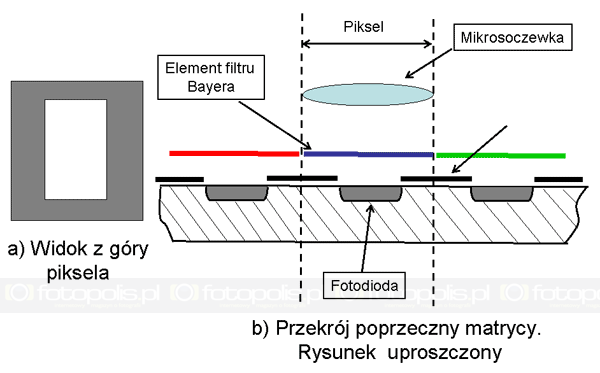 Piksel
Mikrosoczewka
Element filtru
Bayera
a) Widok z góry
piksela
Fotodioda
fotopolis.pl fotopolis.pl fotopolis.pl fotopolis.pl
b) Przekrój poprzeczny matrycy.
Rysunek uproszczony